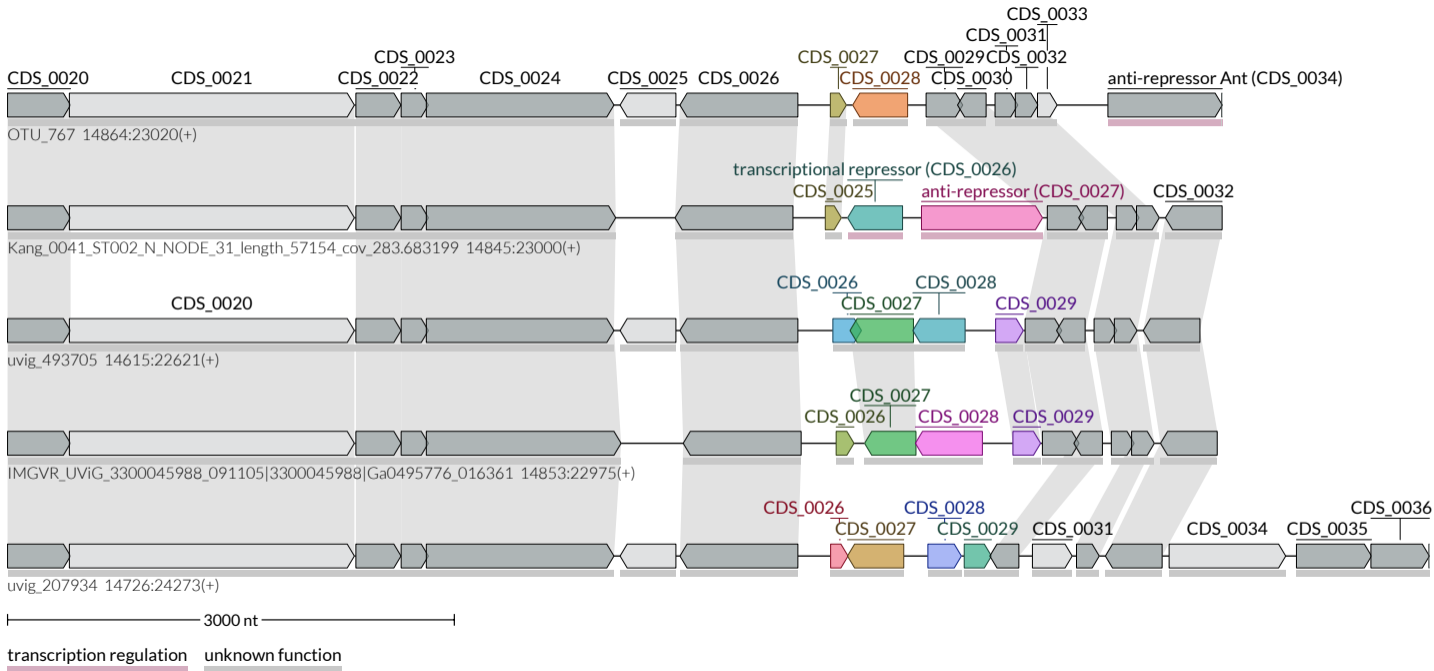 CDS_0033
CDS_0031
CDS_0023 CDS_0027 CDS_0029 CDS_0032
CDS_0020 CDS_0021 CDS_0022 CDS_0024 CDS_0025 CDS_0026 CDS_0028 CDS_0030 anti-repressor Ant (CDS_0034)
OTU_767 14864:23020(+)
transcriptional repressor (CDS_0026)
CDS_0025 anti-repressor (CDS_0027) CDS_0032
Kang_0041_ST002_N_NODE_31_length_57154_cov_283.683199 14845:23000(+)
CDS_0026 CDS_0028
CDS_0020 CDS_0027 CDS_0029
uvig_493705 14615:22621(+)
CDS_0027
CDS_0026 CDS_0028 CDS_0029
IMGVR_UViG_3300045988_091105|3300045988|Ga0495776_016361 14853:22975(+)
CDS_0026 CDS_0028 CDS_0036
CDS_0027 CDS_0029 CDS_0031 CDS_0034 CDS_0035
uvig_207934 14726:24273(+)
3000 nt
transcription regulation unknown function